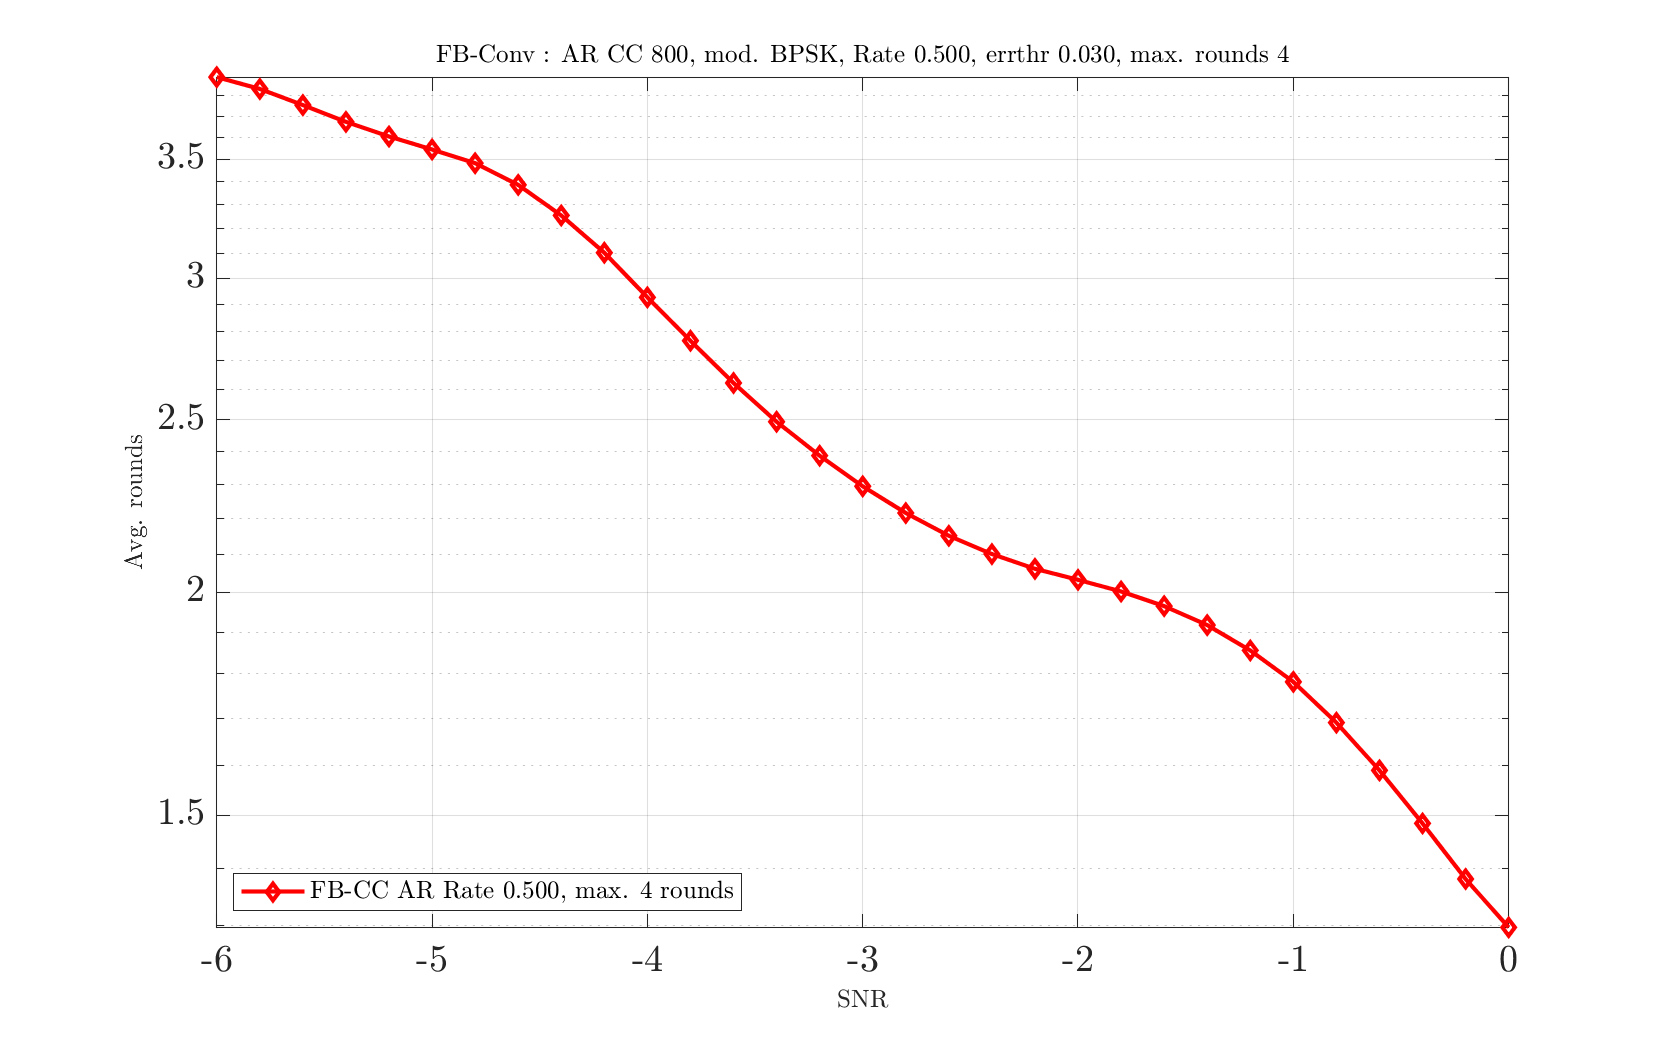 FB-Conv : AR CC 800, mod. BPSK, Rate 0.500, errthr 0.030, max. rounds 4
3.5
3
2.5
2
1.5
Avg. rounds
FB-CC AR Rate 0.500, max. 4 rounds
-6 -5 -4 -3 -2 -1 0
SNR